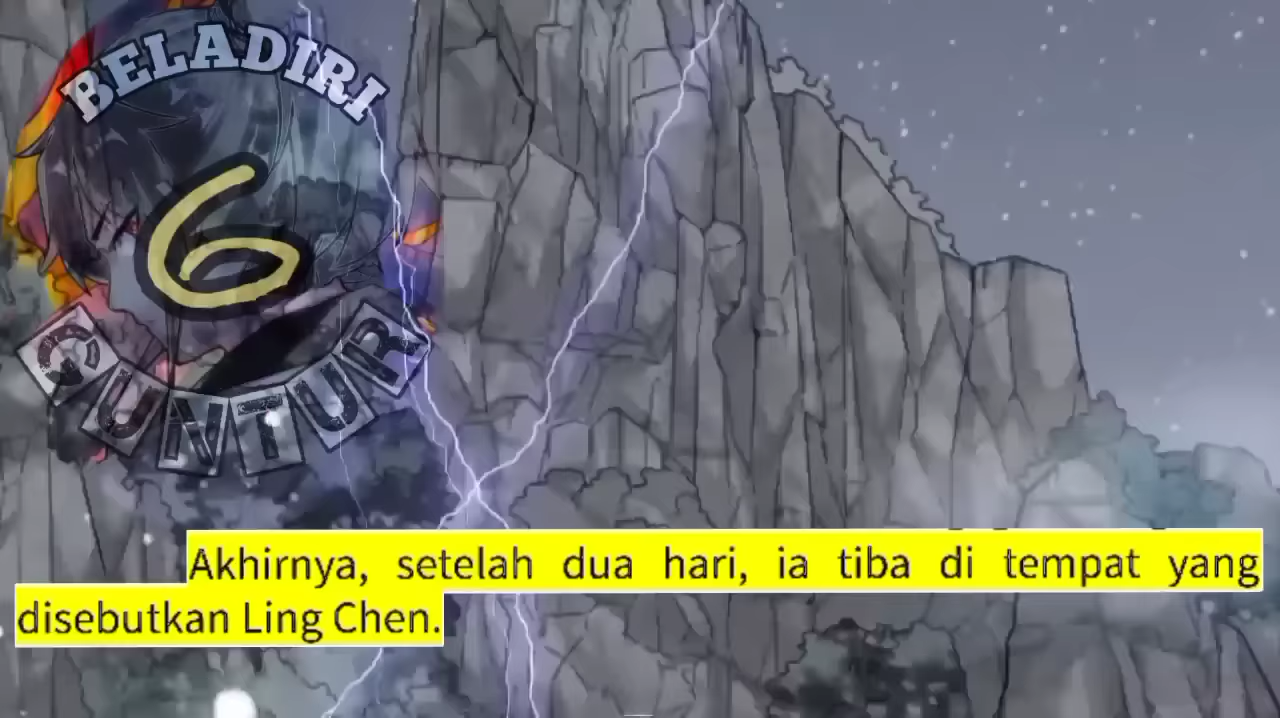 BELADIRI
6
GUNTUR
Akhirnya, setelah dua hari, ia tiba di tempat yang
disebutkan Ling Chen.